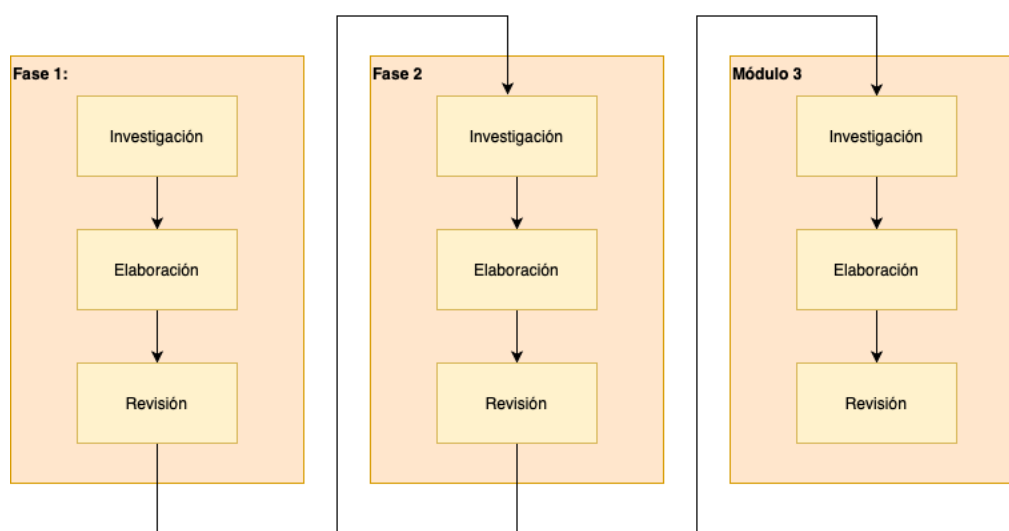 Fase 1:
Investigación
Elaboración
Revisión
Fase 2
Investigación
Elaboración
Revisión
Módulo 3
Investigación
Elaboración
Revisión